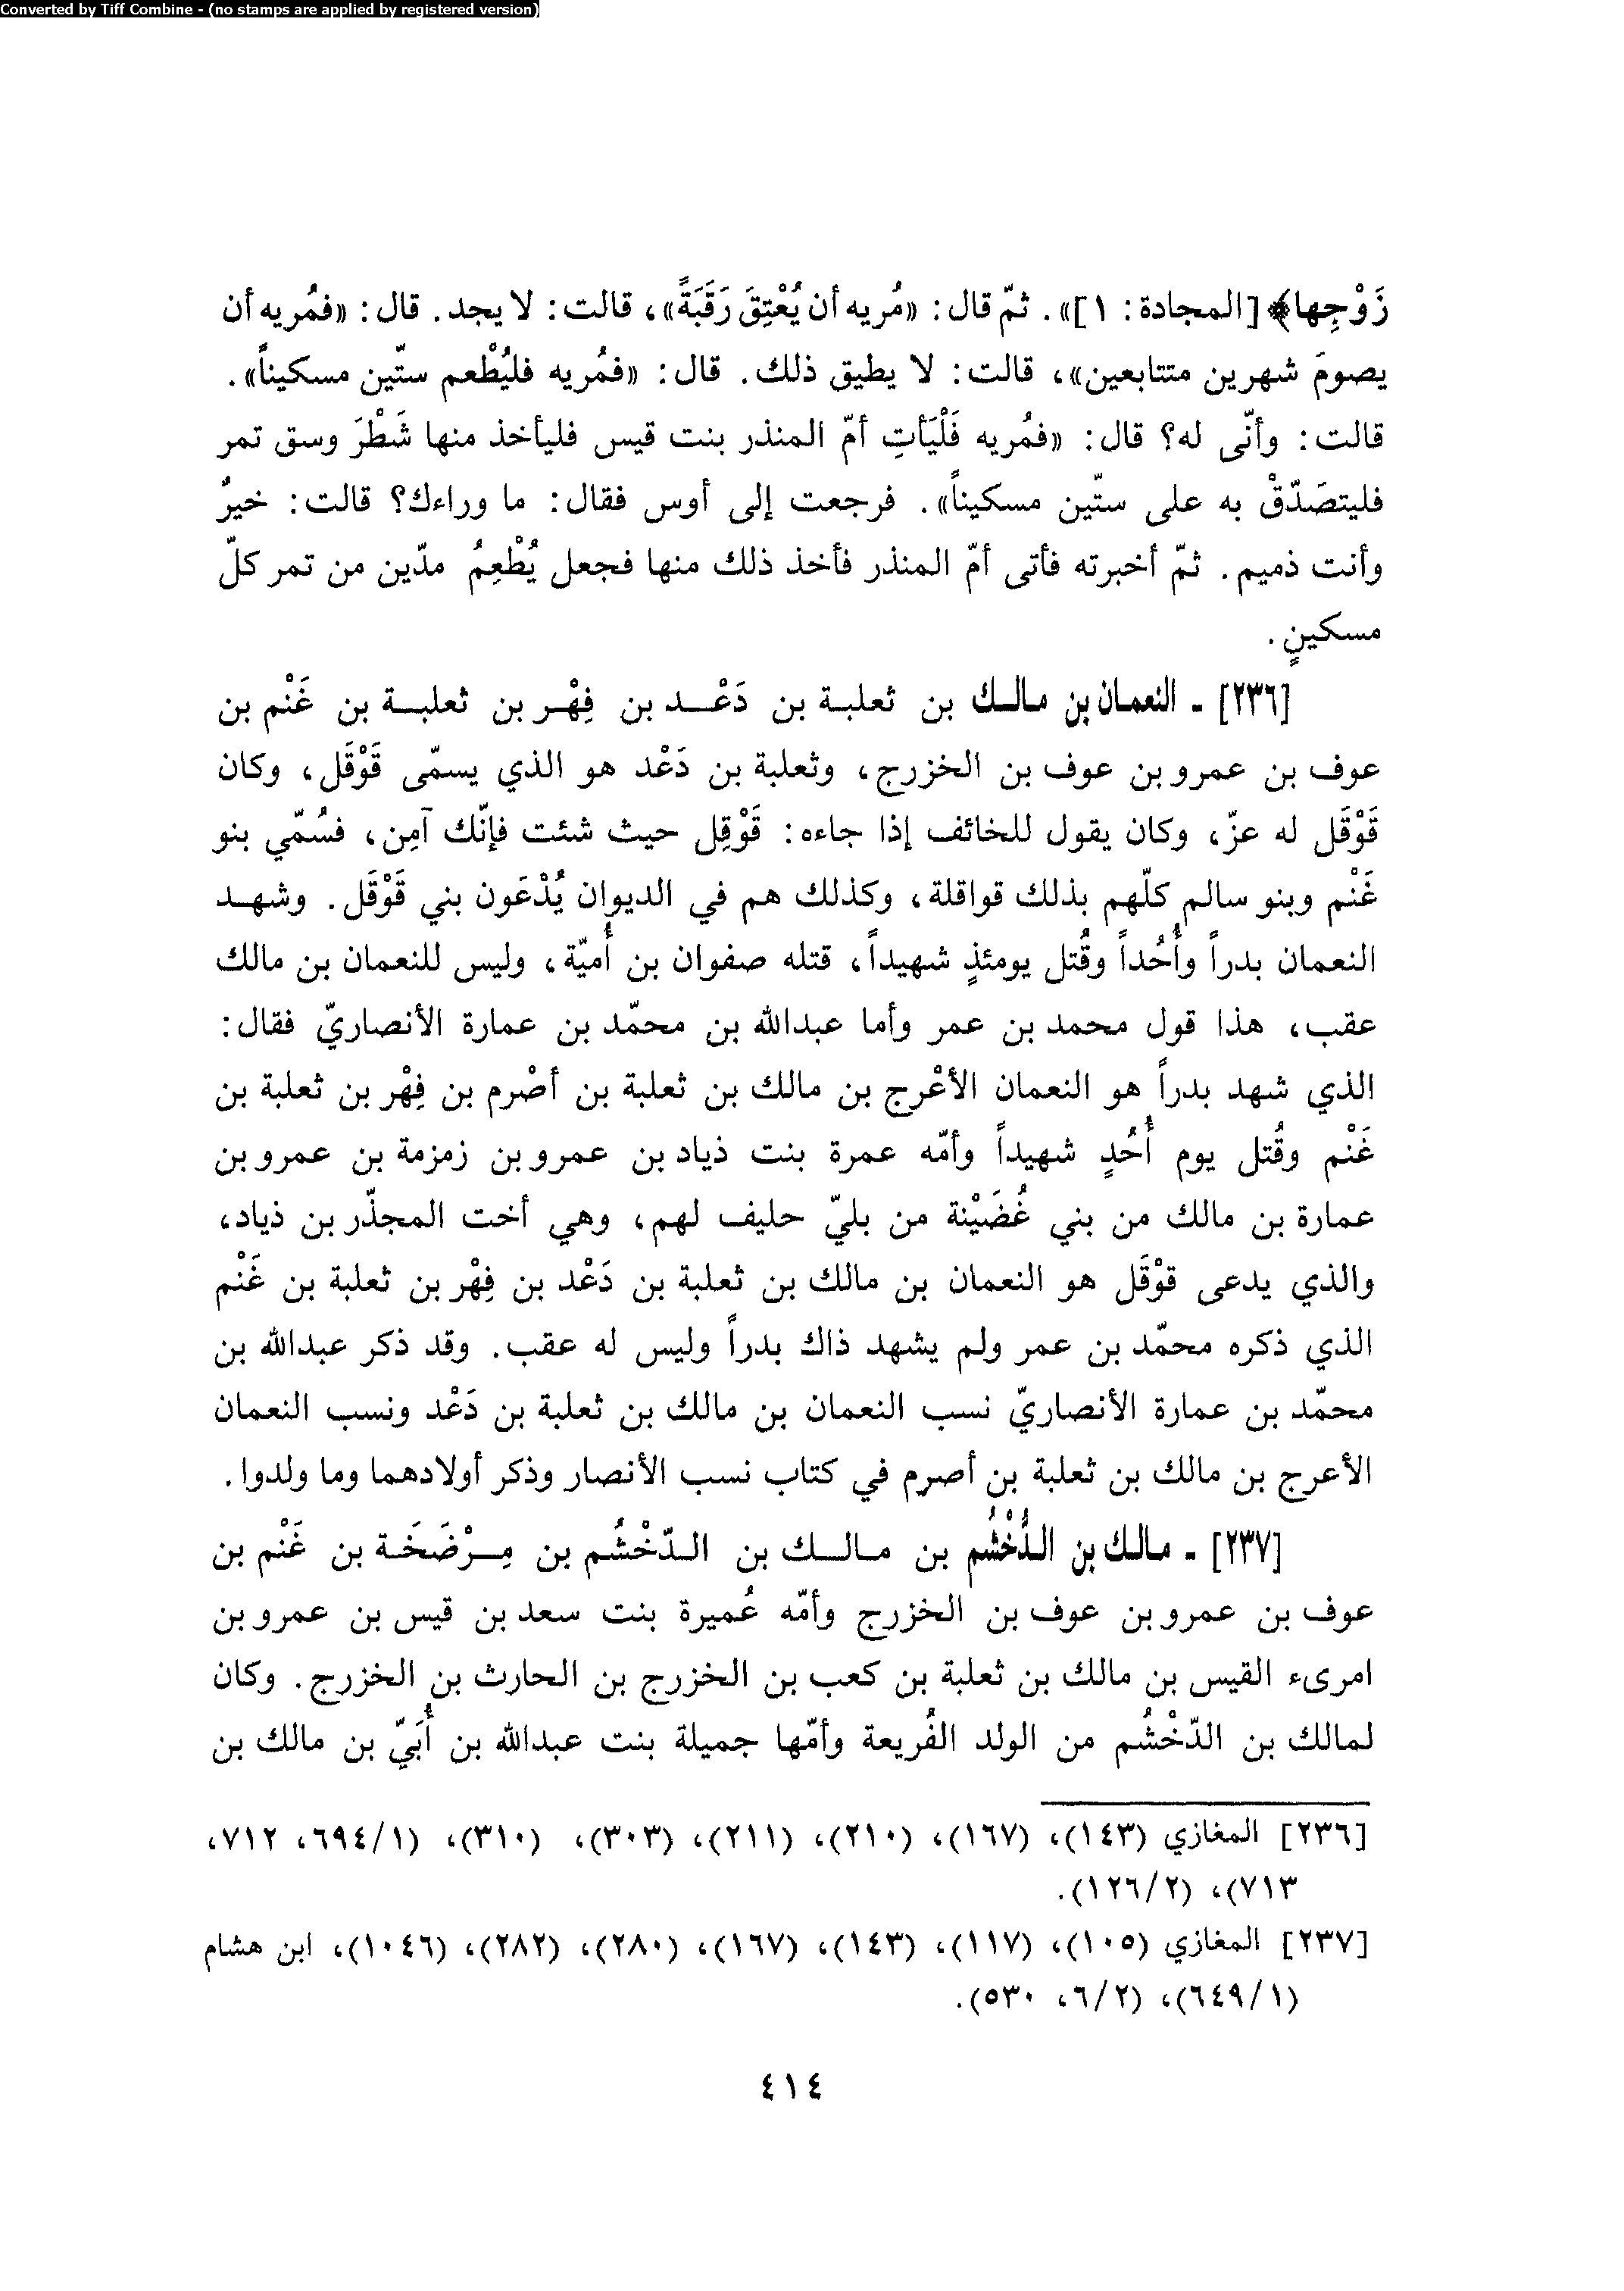 Converted by Tiff Combine - (no stamps are applied by registered version)
زَوْجِها﴾ [المجادة: ١]». ثمّ قال: «مُريه أن يُعْتِقَ رَقَبَةً»، قالت: لا يجد. قال: «فمُريه أن
يصومَ شهرين متتابعين»، قالت: لا يطيق ذلك. قال: «فمُريه فليُطْعم ستّين مسكيناً».
قالت: وأنّى له؟ قال: «فمُريه فَلْيَأتِ أمّ المنذر بنت قيس فليأخذ منها شَطْرَ وسق تمر
فليتصَدّقْ به على ستّين مسكيناً». فرجعت إلى أوس فقال: ما وراءك؟ قالت: خيرٌ
وأنت ذميم. ثمّ أخبرته فأتى أمّ المنذر فأخذ ذلك منها فجعل يُطْعِمُ مدّين من تمر كلّ
مسكينٍ.
[٢٣٦] ـ النعمان بن مالك بن ثعلبة بن دَعْد بن فِهْر بن ثعلبة بن غَنْم بن
عوف بن عمرو بن عوف بن الخزرج، وثعلبة بن دَعْد هو الذي يسمّى قَوْقَل، وكان
قَوْقَل له عزّ، وكان يقول للخائف إذا جاءه: قَوْقِل حيث شئت فإنّك آمِن، فسُمّي بنو
غَنْم وبنو سالم كلّهم بذلك قواقلة، وكذلك هم في الديوان يُدْعَون بني قَوْقَل. وشهد
النعمان بدراً وأُحُداً وقُتل يومئذٍ شهيداً، قتله صفوان بن أُميّة، وليس للنعمان بن مالك
عقب، هذا قول محمد بن عمر وأما عبدالله بن محمّد بن عمارة الأنصاريّ فقال:
الذي شهد بدراً هو النعمان الأعْرج بن مالك بن ثعلبة بن أصْرم بن فِهْر بن ثعلبة بن
غَنْم وقُتل يوم أُحُدٍ شهيداً وأمّه عمرة بنت ذياد بن عمرو بن زمزمة بن عمرو بن
عمارة بن مالك من بني غُضَيْنة من بليّ حليف لهم، وهي أخت المجذّر بن ذياد،
والذي يدعى قوْقَل هو النعمان بن مالك بن ثعلبة بن دَعْد بن فِهْر بن ثعلبة بن غَنْم
الذي ذكره محمّد بن عمر ولم يشهد ذاك بدراً وليس له عقب. وقد ذكر عبدالله بن
محمّد بن عمارة الأنصاريّ نسب النعمان بن مالك بن ثعلبة بن دَعْد ونسب النعمان
الأعرج بن مالك بن ثعلبة بن أصرم في كتاب نسب الأنصار وذكر أولادهما وما ولدوا.
[٢٣٧] ـ مالك بن الدُّخْشُم بن مالك بن الدّخْشُم بن مِرْضَخَة بن غَنْم بن
عوف بن عمرو بن عوف بن الخزرج وأمّه عُميرة بنت سعد بن قيس بن عمرو بن
امرىء القيس بن مالك بن ثعلبة بن كعب بن الخزرج بن الحارث بن الخزرج. وكان
لمالك بن الدّخْشُم من الولد الفُريعة وأمّها جميلة بنت عبدالله بن أُبَيّ بن مالك بن
[٢٣٦] المغازي (١٤٣)، (١٦٧)، (٢١٠)، (٢١١)، (٣٠٣)، (٣١٠)، (٦٩٤/١، ٧١٢،
٧١٣)، (١٢٦/٢).
[٢٣٧] المغازي (١٠٥)، (١١٧)، (١٤٣)، (١٦٧)، (٢٨٠)، (٢٨٢)، (١٠٤٦)، ابن هشام
(٦٤٩/١)، (٦/٢، ٥٣٠).
٤١٤